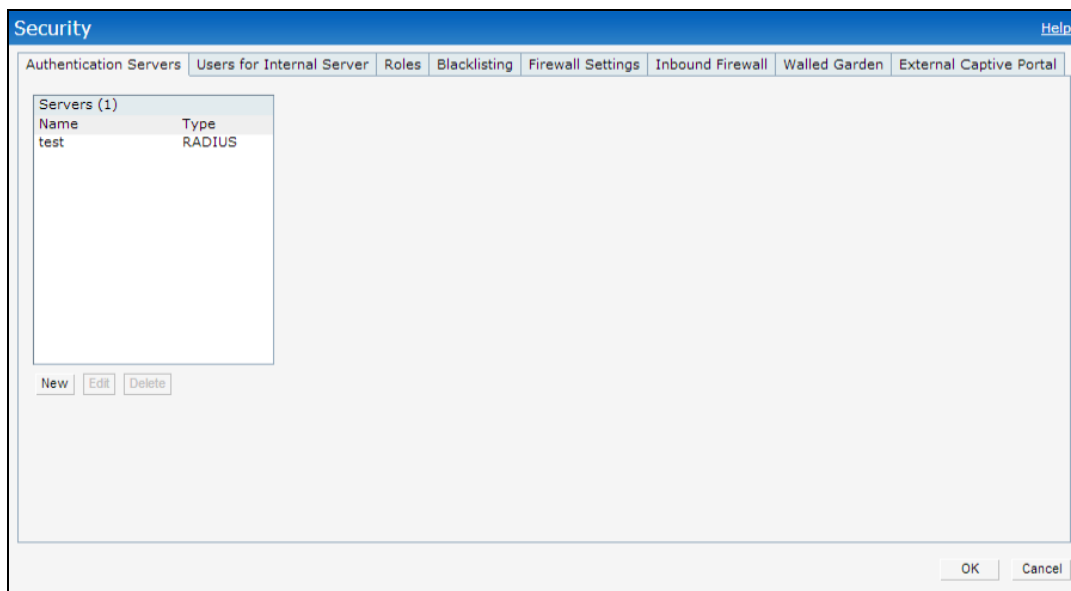 Security Help
Authentication Servers Users for Internal Server Roles Blacklisting Firewall Settings Inbound Firewall Walled Garden External Captive Portal
Servers (1)
Name Type
test RADIUS
New Edit Delete
OK Cancel